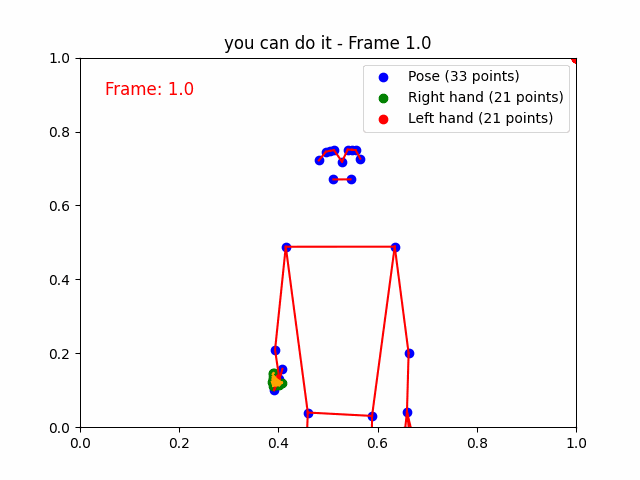 you can do it - Frame 1.0
Frame: 1.0
Pose (33 points)
Right hand (21 points)
Left hand (21 points)
1.0
0.8
0.6
0.4
0.2
0.0
0.0 0.2 0.4 0.6 0.8 1.0